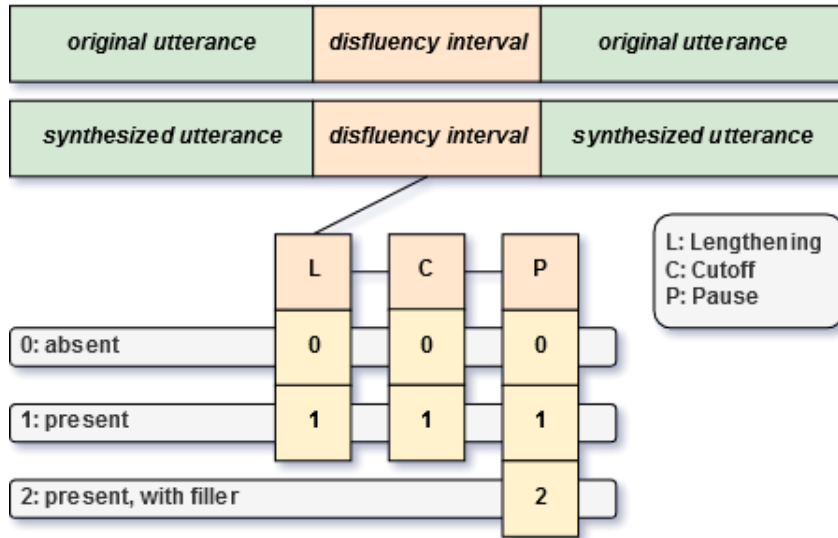 original utterance disfluency interval original utterance
synthesized utterance disfluency interval synthesized utterance
L C P
L: Lengthening
C: Cutoff
P: Pause
0: absent 0 0 0
1: present 1 1 1
2: present, with filler 2